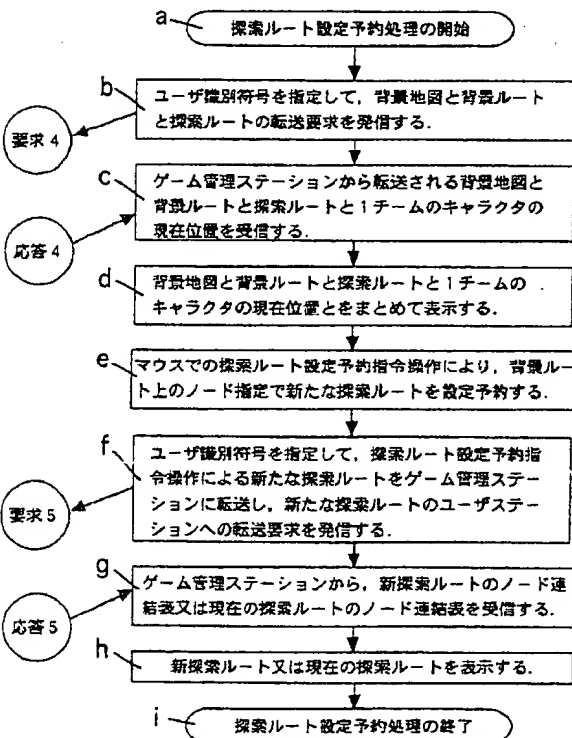 a
探索ルート設定予約処理の開始
b
ユーザ識別符号を指定して，背景地図と背景ルート
と探索ルートの転送要求を発信する．
要求4
c
ゲーム管理ステーションから転送される背景地図と
背景ルートと探索ルートと1チームのキャラクタの
現在位置を受信する．
応答4
d
背景地図と背景ルートと探索ルートと1チームの
キャラクタの現在位置とをまとめて表示する．
e
マウスでの探索ルート設定予約指令操作により，背景ルー
ト上のノード指定で新たな探索ルートを設定予約する．
f
ユーザ識別符号を指定して，探索ルート設定予約指
令操作による新たな探索ルートをゲーム管理ステー
ションに転送し，新たな探索ルートのユーザステー
ションへの転送要求を発信する．
要求5
g
ゲーム管理ステーションから，新探索ルートのノード連
結表又は現在の探索ルートのノード連結表を受信する．
応答5
h
新探索ルート又は現在の探索ルートを表示する．
i
探索ルート設定予約処理の終了